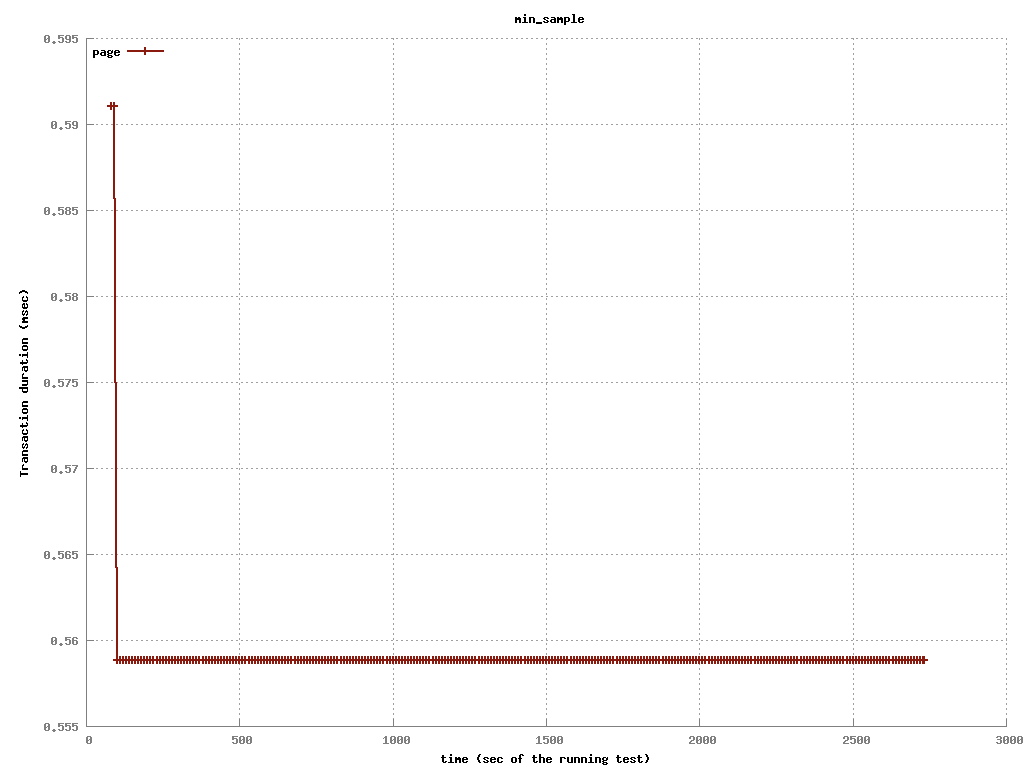 min_sample
page
0.595
0.59
0.585
0.58
0.575
0.57
0.565
0.56
0.555
Transaction duration (msec)
0 500 1000 1500 2000 2500 3000
time (sec of the running test)